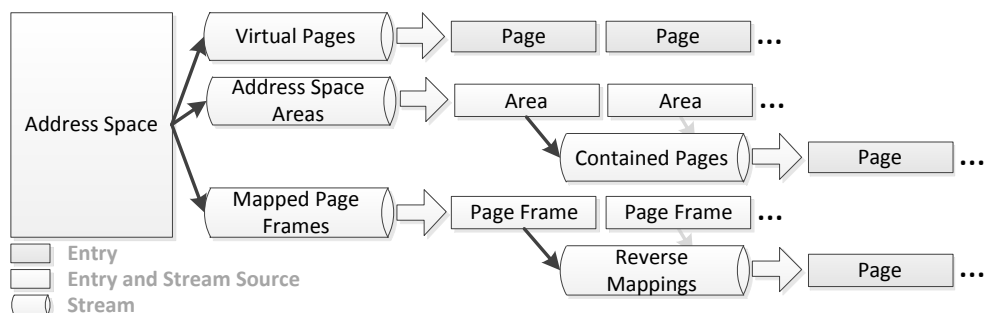 Virtual Pages
Page
Page
...
Address Space
Areas
Area
Area
...
Address Space
Contained Pages
Page
...
Mapped Page
Frames
Page Frame
Page Frame
...
Entry
Reverse
Mappings
Page
...
Entry and Stream Source
Stream